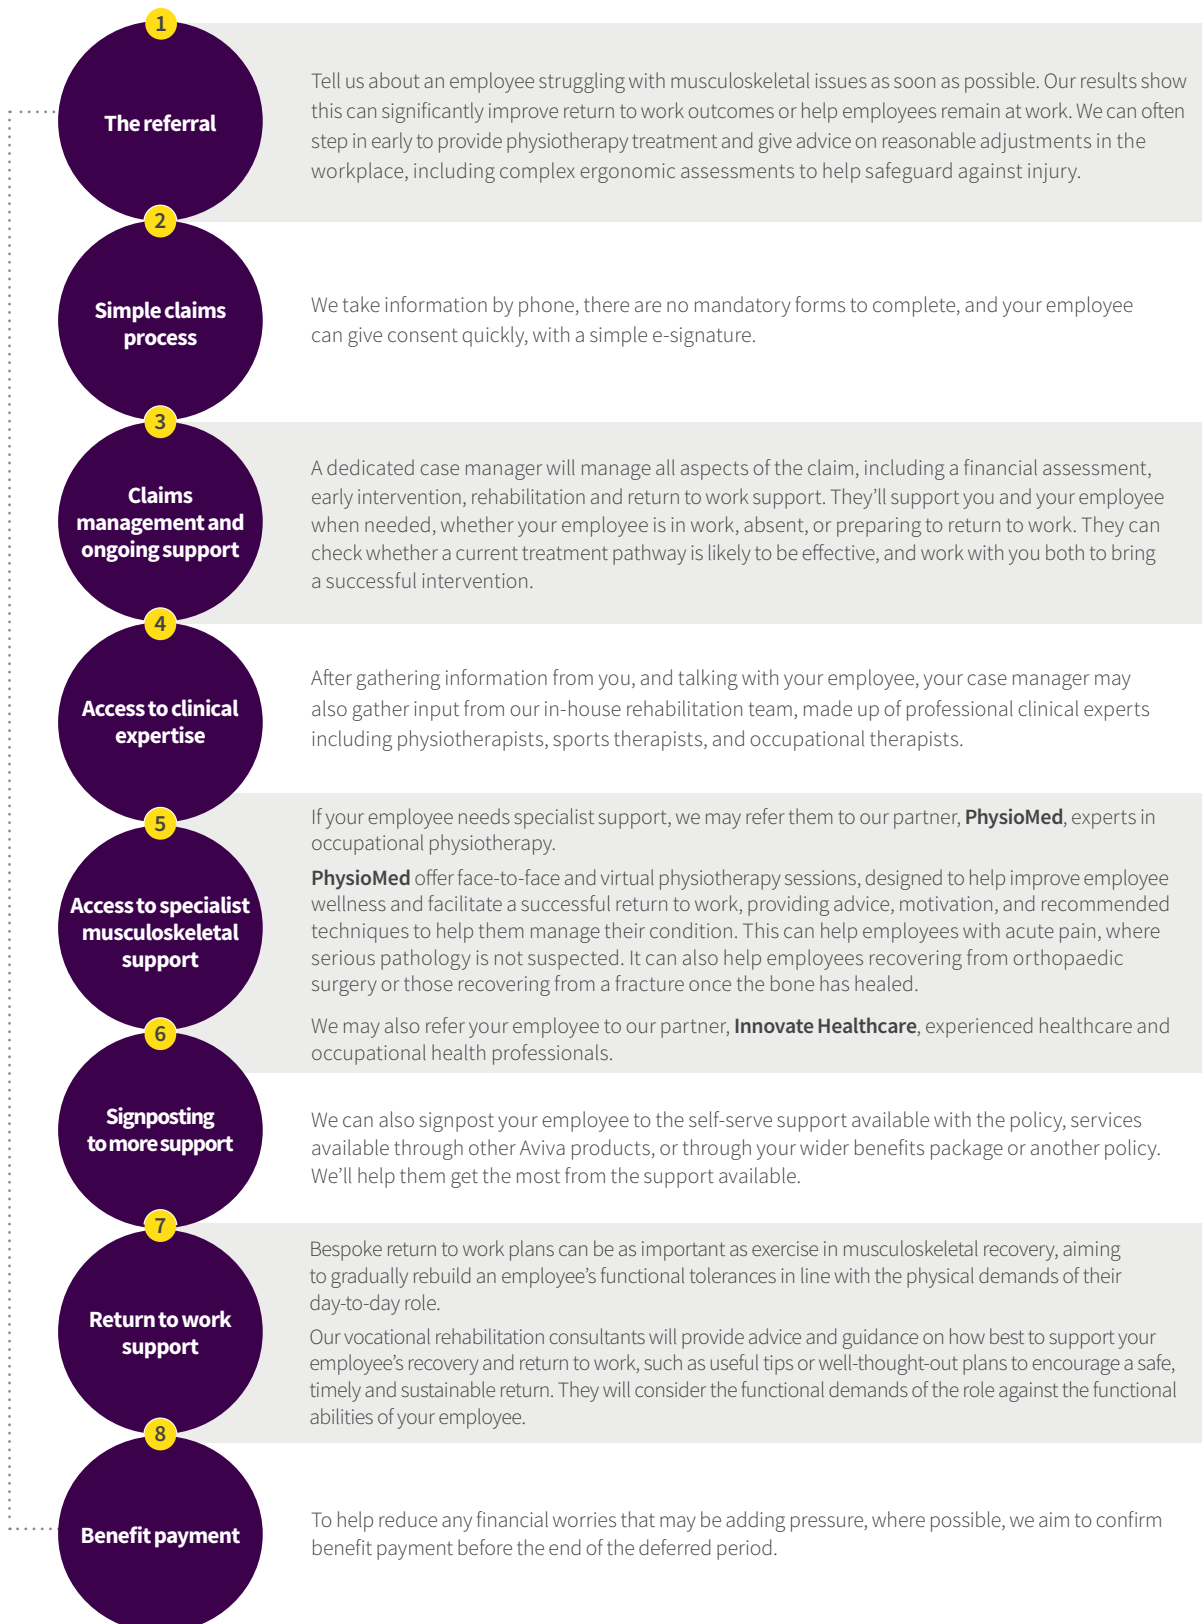 1
The referral
Tell us about an employee struggling with musculoskeletal issues as soon as possible. Our results show
this can significantly improve return to work outcomes or help employees remain at work. We can often
step in early to provide physiotherapy treatment and give advice on reasonable adjustments in the
workplace, including complex ergonomic assessments to help safeguard against injury.
2
Simple claims
process
We take information by phone, there are no mandatory forms to complete, and your employee
can give consent quickly, with a simple e-signature.
3
Claims
management and
ongoing support
A dedicated case manager will manage all aspects of the claim, including a financial assessment,
early intervention, rehabilitation and return to work support. They’ll support you and your employee
when needed, whether your employee is in work, absent, or preparing to return to work. They can
check whether a current treatment pathway is likely to be effective, and work with you both to bring
a successful intervention.
4
Access to clinical
expertise
After gathering information from you, and talking with your employee, your case manager may
also gather input from our in-house rehabilitation team, made up of professional clinical experts
including physiotherapists, sports therapists, and occupational therapists.
5
Access to specialist
musculoskeletal
support
If your employee needs specialist support, we may refer them to our partner, PhysioMed, experts in
occupational physiotherapy.
PhysioMed offer face-to-face and virtual physiotherapy sessions, designed to help improve employee
wellness and facilitate a successful return to work, providing advice, motivation, and recommended
techniques to help them manage their condition. This can help employees with acute pain, where
serious pathology is not suspected. It can also help employees recovering from orthopaedic
surgery or those recovering from a fracture once the bone has healed.
We may also refer your employee to our partner, Innovate Healthcare, experienced healthcare and
occupational health professionals.
6
Signposting
to more support
We can also signpost your employee to the self-serve support available with the policy, services
available through other Aviva products, or through your wider benefits package or another policy.
We’ll help them get the most from the support available.
7
Return to work
support
Bespoke return to work plans can be as important as exercise in musculoskeletal recovery, aiming
to gradually rebuild an employee’s functional tolerances in line with the physical demands of their
day-to-day role.
Our vocational rehabilitation consultants will provide advice and guidance on how best to support your
employee’s recovery and return to work, such as useful tips or well-thought-out plans to encourage a safe,
timely and sustainable return. They will consider the functional demands of the role against the functional
abilities of your employee.
8
Benefit payment
To help reduce any financial worries that may be adding pressure, where possible, we aim to confirm
benefit payment before the end of the deferred period.